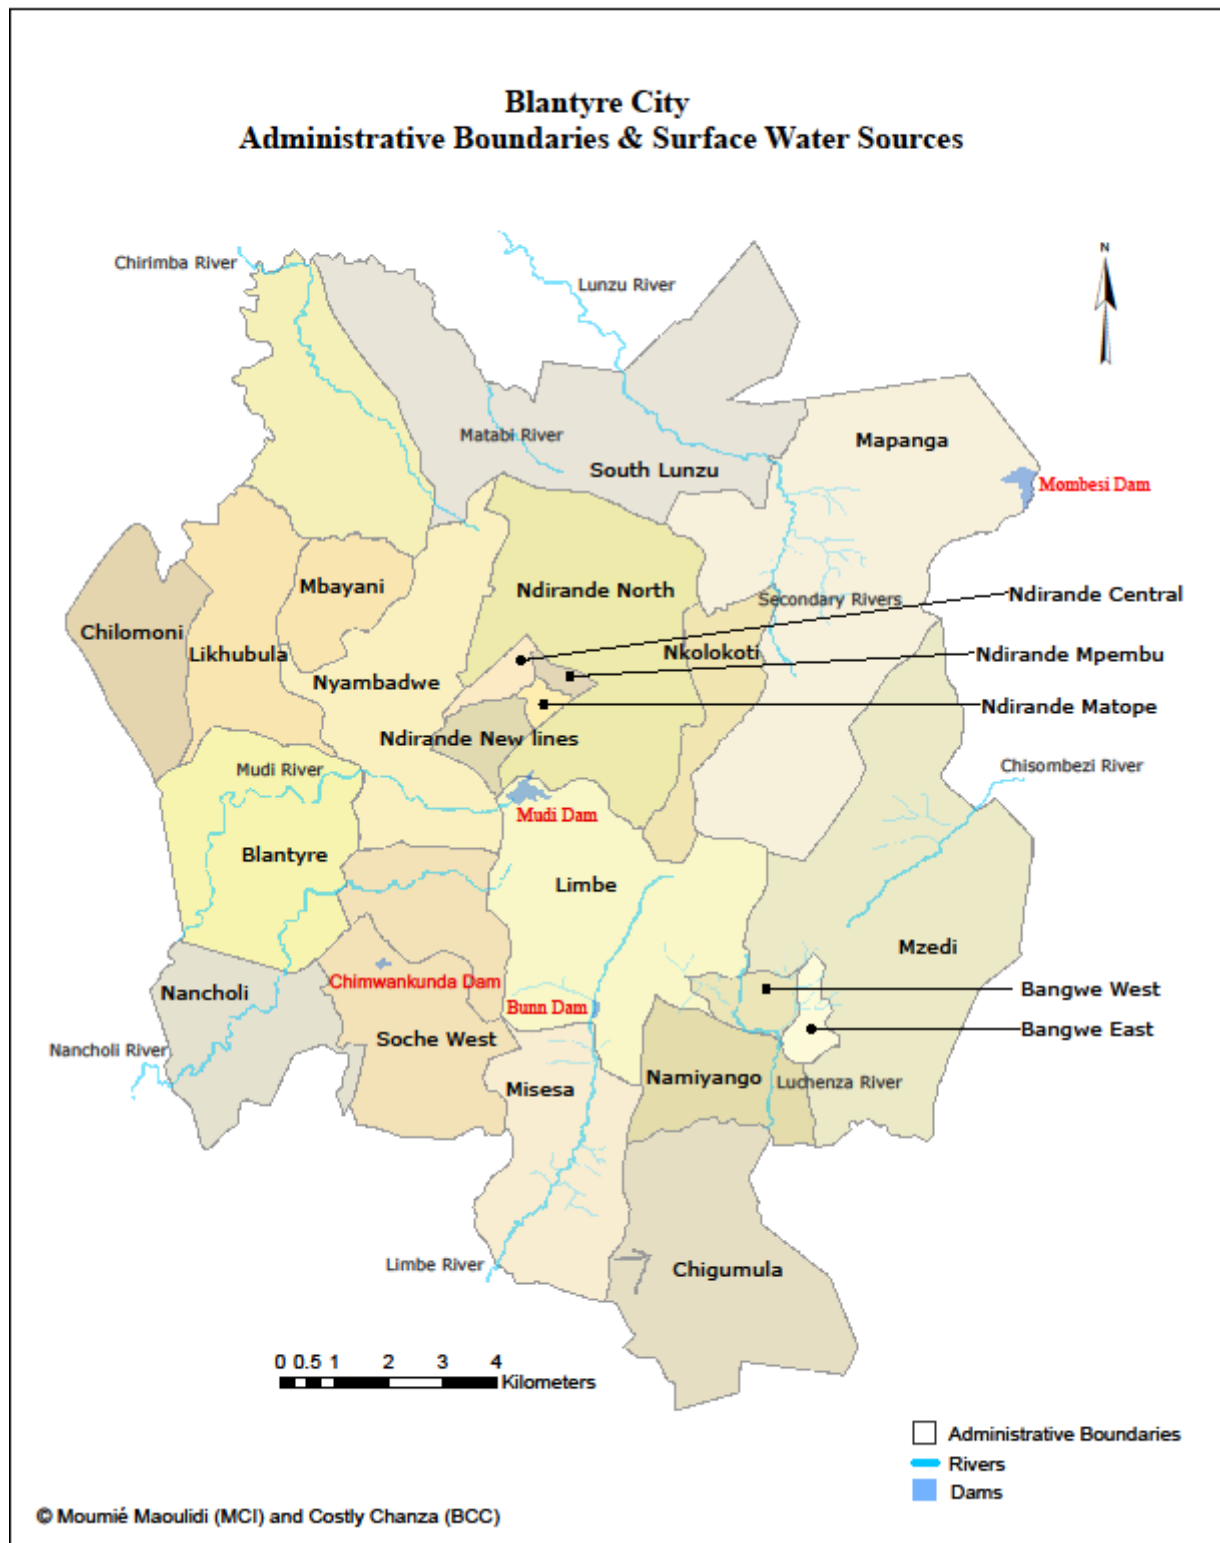 Blantyre City
Administrative Boundaries & Surface Water Sources
N
Chirimba River
Lunzu River
Matabi River
South Lunzu
Mapanga
Mombesi Dam
Mbayani
Ndirande North
Secondary Rivers
Ndirande Central
Chilomoni
Likhubula
Nkolokoti
Ndirande Mpembu
Nyambadwe
Ndirande Matope
Ndirande New lines
Mudi River
Chisombezi River
Mudi Dam
Blantyre
Limbe
Mzedi
Chimwankunda Dam
Nancholi
Bangwe West
Bunn Dam
Bangwe East
Soche West
Nancholi River
Misesa
Namiyango
Luchenza River
Limbe River
Chigumula
0 0.5 1 2 3 4
Kilometers
Administrative Boundaries
Rivers
Dams
© Moumié Maoulidi (MCI) and Costly Chanza (BCC)